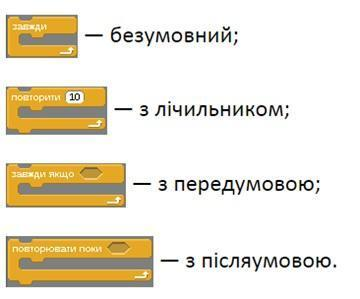 завжди
— безумовний;
повторити 10
— з лічильником;
завжди якщо
— з передумовою;
повторювати поки
— з післяумовою.